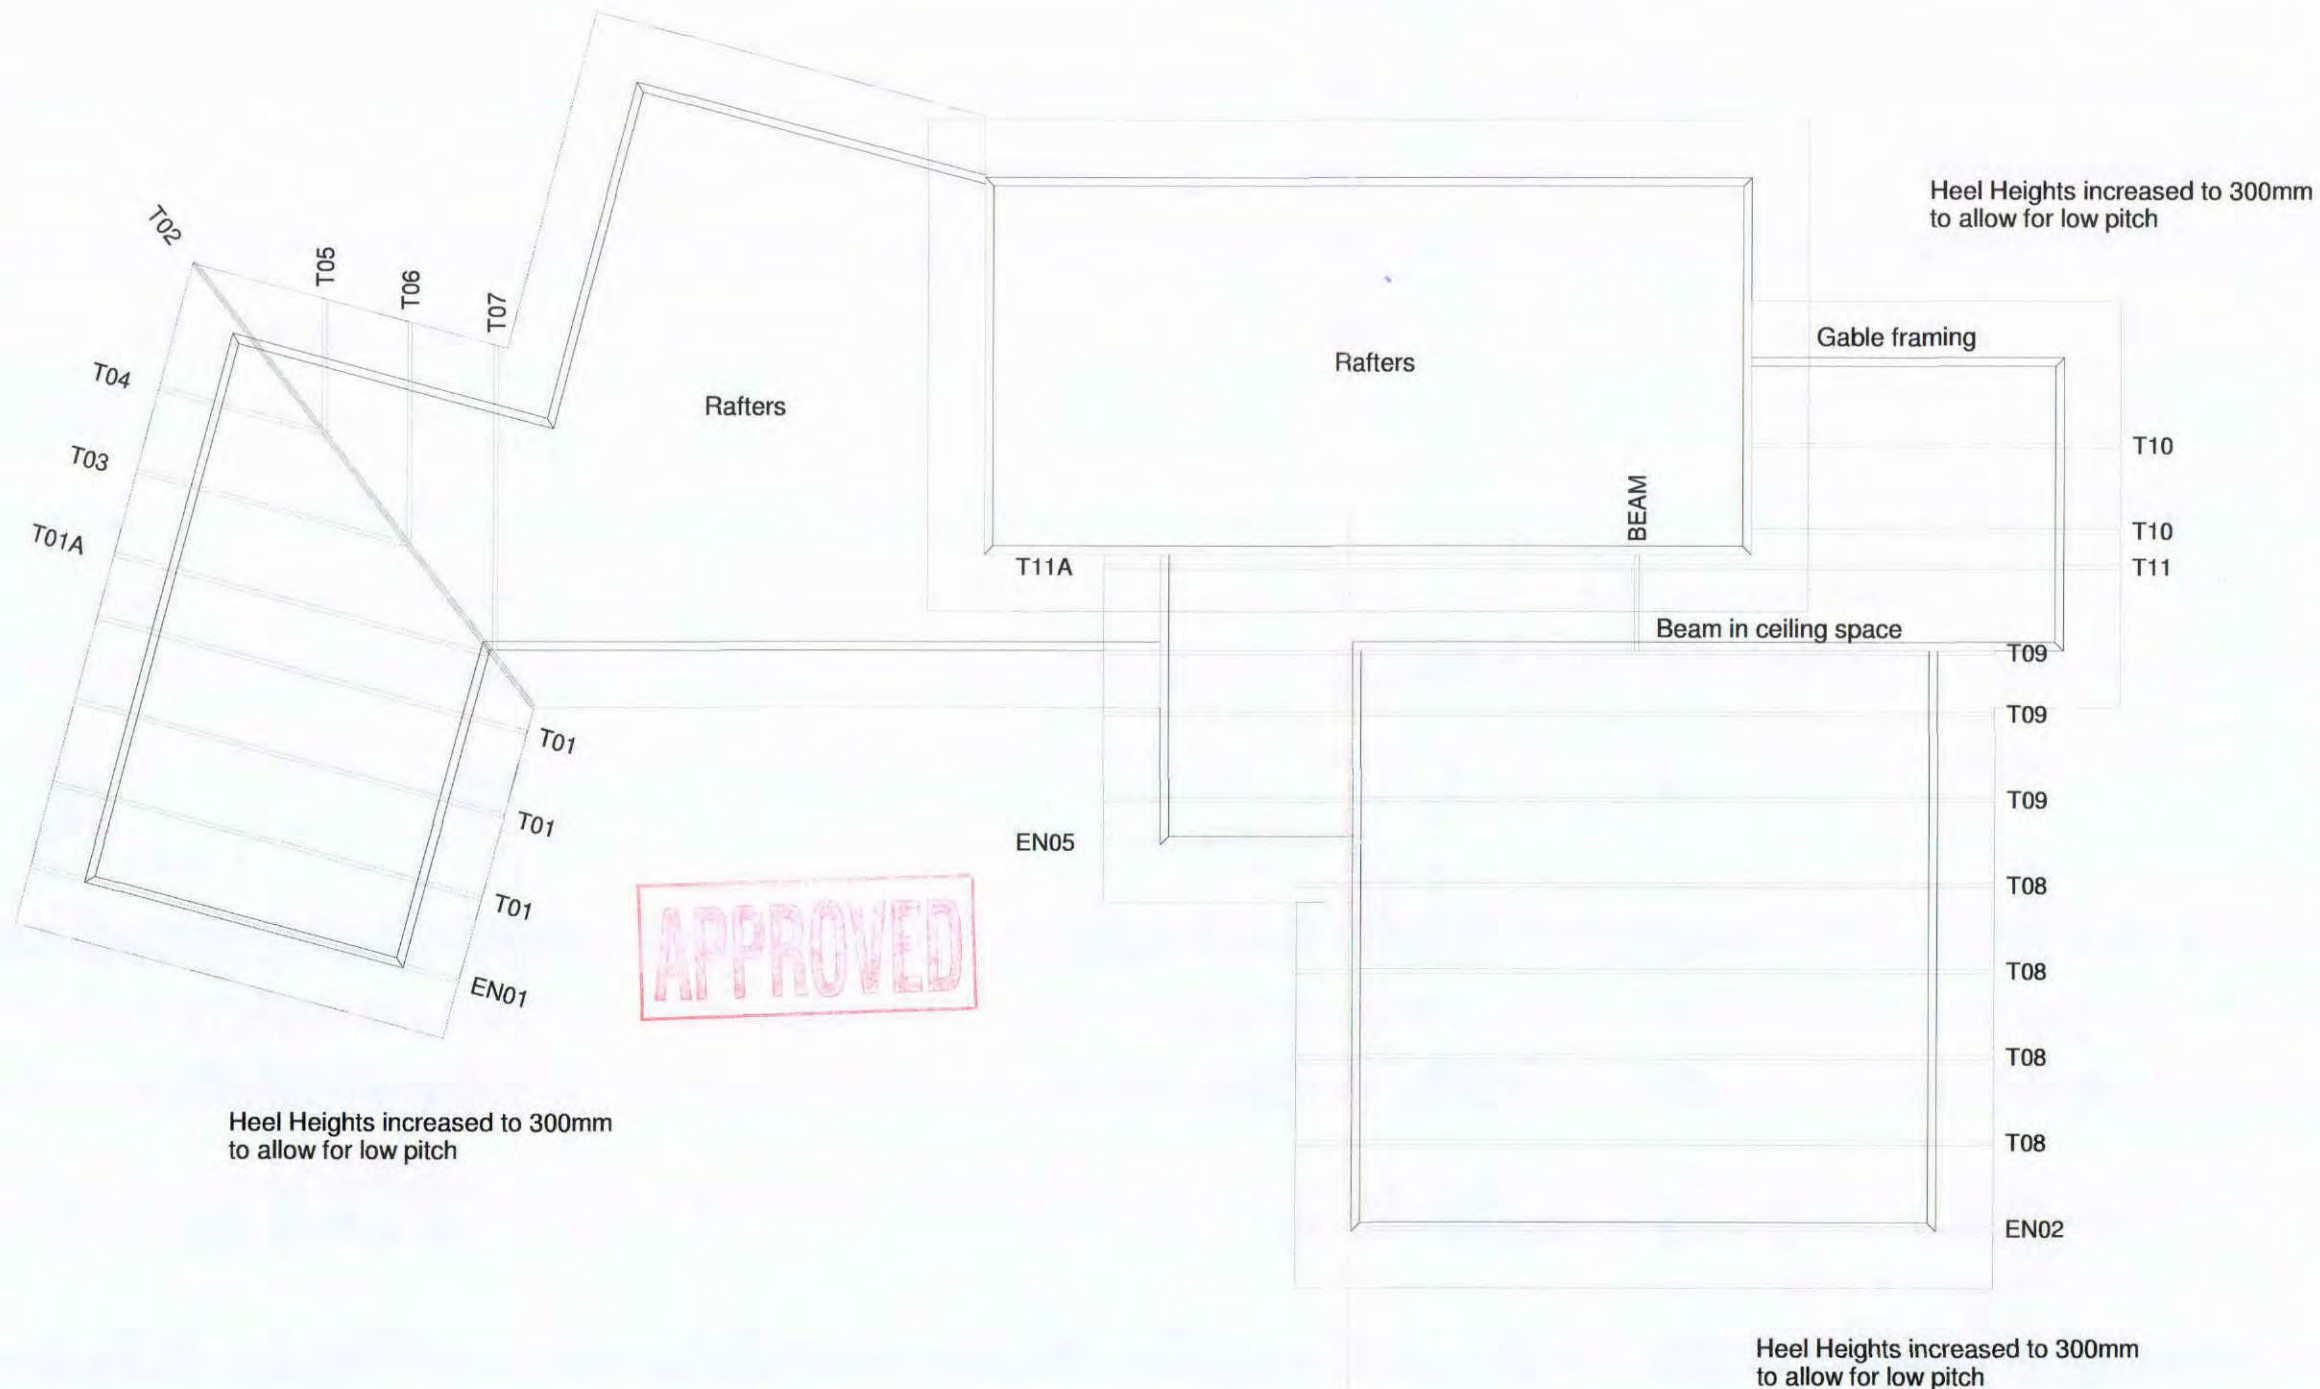 Heel Heights increased to 300mm
to allow for low pitch
T02
T05
T06
T07
Gable framing
Rafters
T04
Rafters
T10
T03
BEAM
T10
T01A
T11A
T11
Beam in ceiling space
T09
T09
T01
T09
T01
EN05
T08
T01
APPROVED
T08
EN01
T08
Heel Heights increased to 300mm
to allow for low pitch
T08
EN02
Heel Heights increased to 300mm
to allow for low pitch